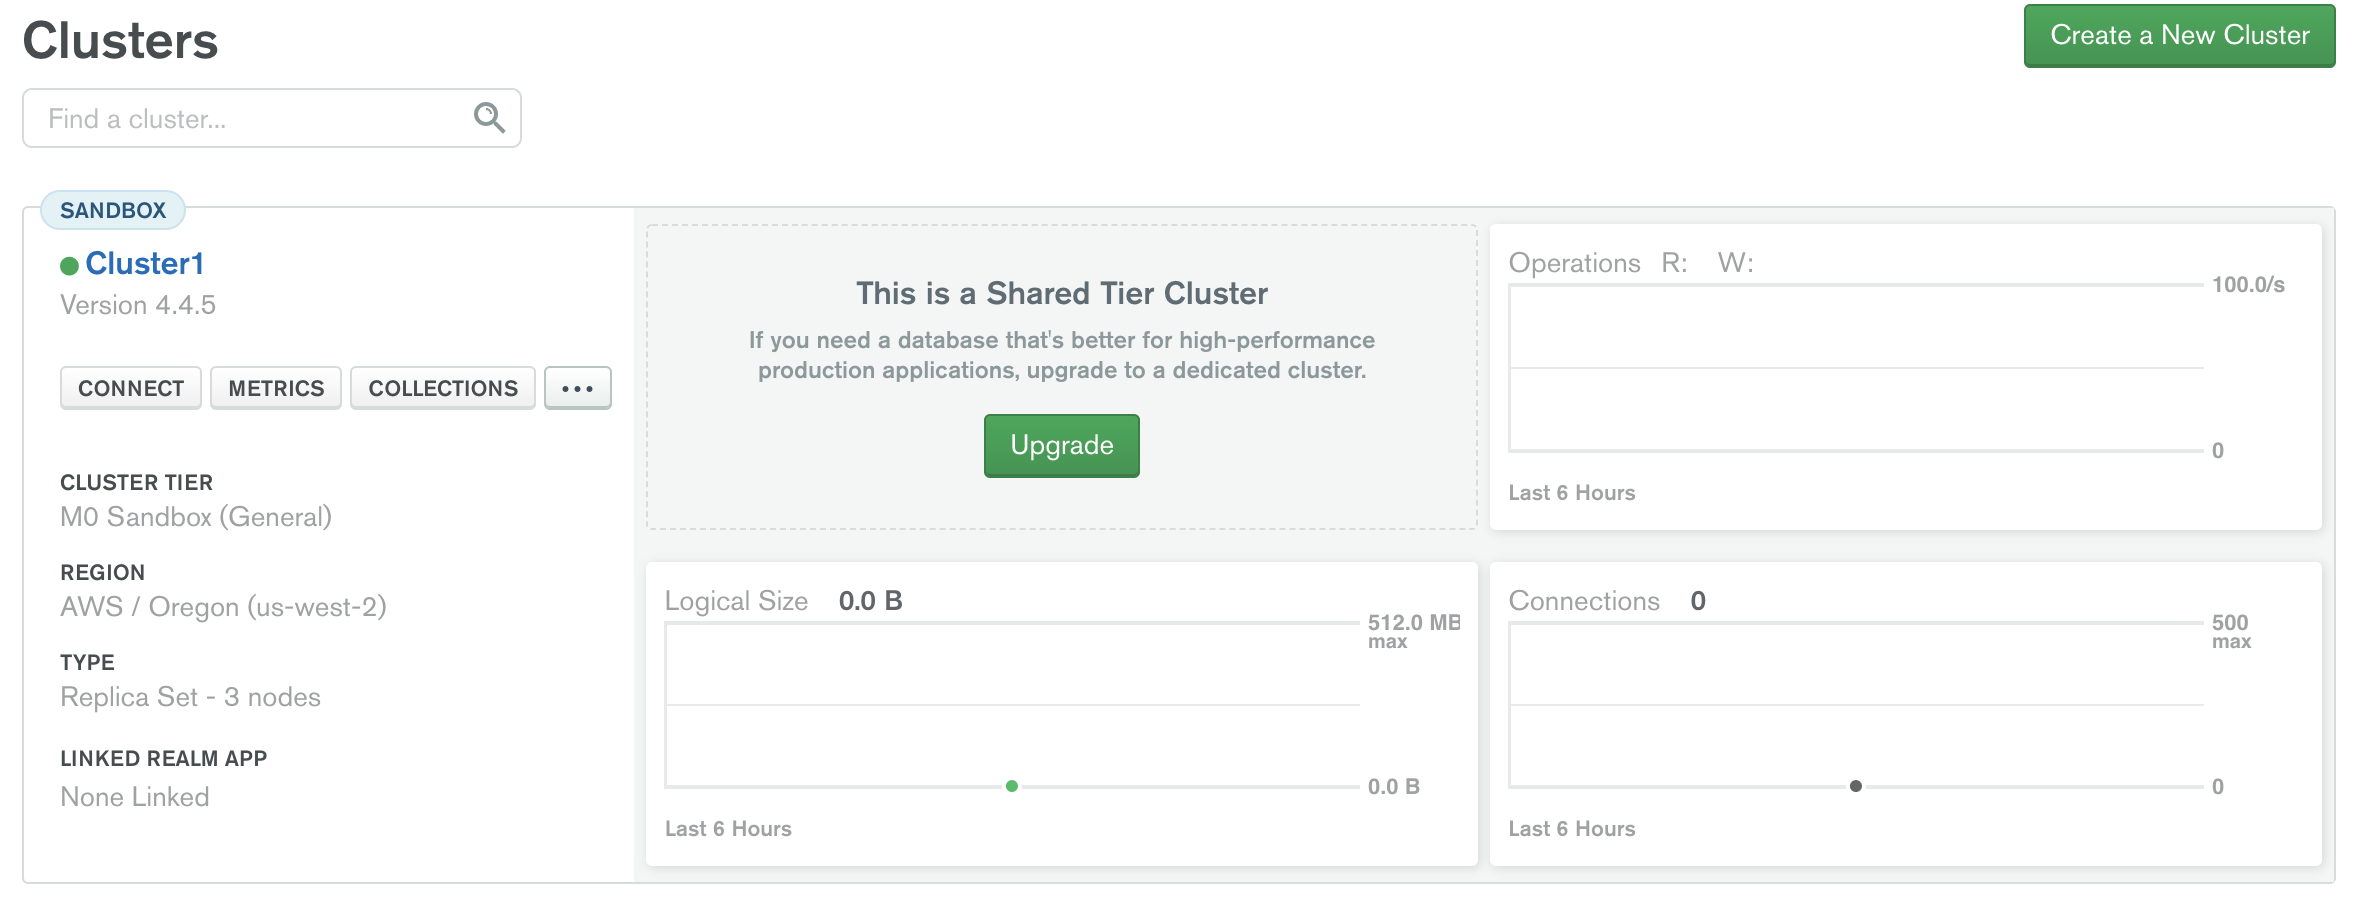 Clusters
Create a New Cluster
Find a cluster...
SANDBOX
Cluster1
Version 4.4.5
CONNECT
METRICS
COLLECTIONS
...
CLUSTER TIER
M0 Sandbox (General)
REGION
AWS / Oregon (us-west-2)
TYPE
Replica Set - 3 nodes
LINKED REALM APP
None Linked
This is a Shared Tier Cluster
If you need a database that's better for high-performance
production applications, upgrade to a dedicated cluster.
Upgrade
Operations R: W:
100.0/s
0
Last 6 Hours
Logical Size 0.0 B
512.0 MB
max
0.0 B
Last 6 Hours
Connections 0
500
max
0
Last 6 Hours